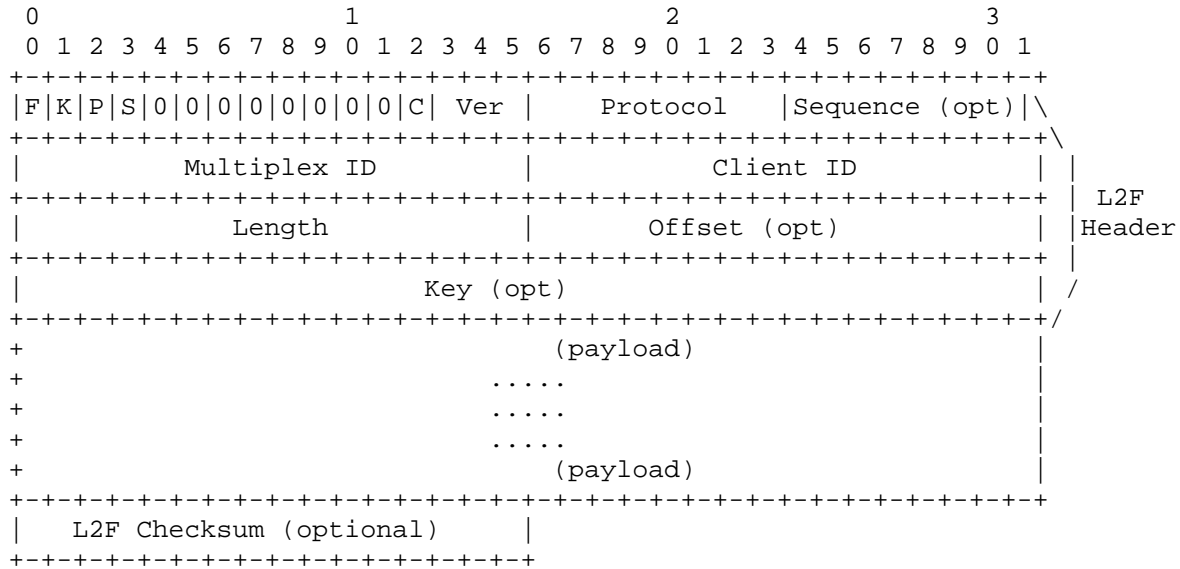 0                   1                   2                   3
 0 1 2 3 4 5 6 7 8 9 0 1 2 3 4 5 6 7 8 9 0 1 2 3 4 5 6 7 8 9 0 1
+-+-+-+-+-+-+-+-+-+-+-+-+-+-+-+-+-+-+-+-+-+-+-+-+-+-+-+-+-+-+-+-+
|F|K|P|S|0|0|0|0|0|0|0|0|C| Ver |    Protocol   |Sequence (opt)|\
+-+-+-+-+-+-+-+-+-+-+-+-+-+-+-+-+-+-+-+-+-+-+-+-+-+-+-+-+-+-+-+-+\
|          Multiplex ID         |           Client ID           | |
+-+-+-+-+-+-+-+-+-+-+-+-+-+-+-+-+-+-+-+-+-+-+-+-+-+-+-+-+-+-+-+-+ | L2F
|             Length            |       Offset (opt)            | |Header
+-+-+-+-+-+-+-+-+-+-+-+-+-+-+-+-+-+-+-+-+-+-+-+-+-+-+-+-+-+-+-+-+ |
|                         Key (opt)                             | /
+-+-+-+-+-+-+-+-+-+-+-+-+-+-+-+-+-+-+-+-+-+-+-+-+-+-+-+-+-+-+-+-+/
+                                 (payload)                     |
+                             .....                             |
+                             .....                             |
+                             .....                             |
+                                 (payload)                     |
+-+-+-+-+-+-+-+-+-+-+-+-+-+-+-+-+-+-+-+-+-+-+-+-+-+-+-+-+-+-+-+-+
|   L2F Checksum (optional)     |
+-+-+-+-+-+-+-+-+-+-+-+-+-+-+-+-+